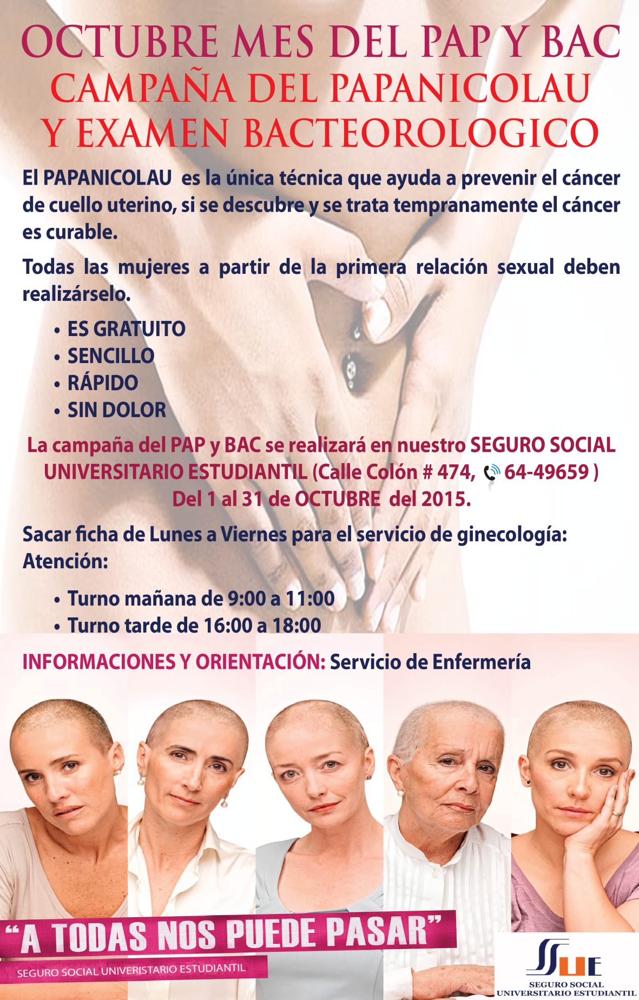 OCTUBRE MES DEL PAP Y BAC
CAMPAÑA DEL PAPANICOLAU
Y EXAMEN BACTEOROLOGICO
El PAPANICOLAU es la única técnica que ayuda a prevenir el cáncer
de cuello uterino, si se descubre y se trata tempranamente el cáncer
es curable.
Todas las mujeres a partir de la primera relación sexual deben
realizárselo.
• ES GRATUITO
• SENCILLO
• RÁPIDO
• SIN DOLOR
La campaña del PAP y BAC se realizará en nuestro SEGURO SOCIAL
UNIVERSITARIO ESTUDIANTIL (Calle Colón # 474, 64-49659 )
Del 1 al 31 de OCTUBRE del 2015.
Sacar ficha de Lunes a Viernes para el servicio de ginecología:
Atención:
• Turno mañana de 9:00 a 11:00
• Turno tarde de 16:00 a 18:00
INFORMACIONES Y ORIENTACIÓN: Servicio de Enfermería
“A TODAS NOS PUEDE PASAR”
SEGURO SOCIAL UNIVERISTARIO ESTUDIANTIL
SSUE
SEGURO SOCIAL
UNIVERSITARIO ESTUDIANTIL